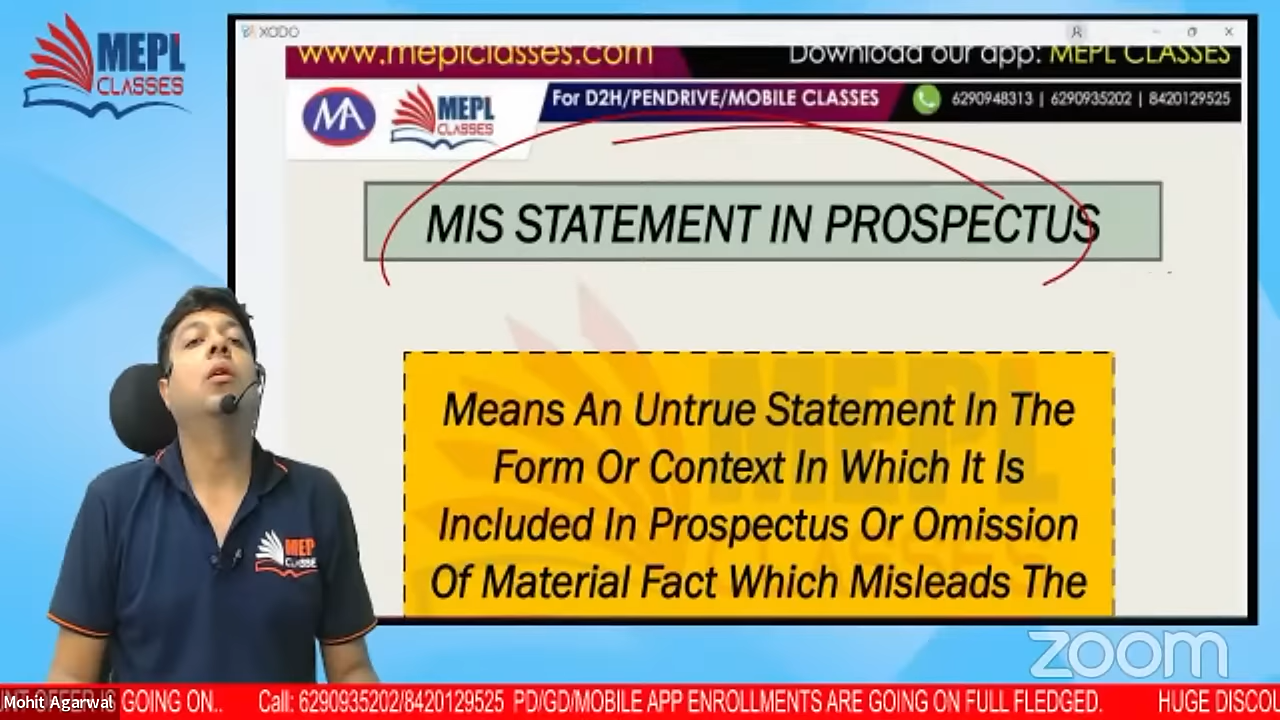 MEPL
CLASSES
XODO
www.meplclasses.com
Download our app: MEPL CLASSES
MA
MEPL
CLASSES
For D2H/PENDRIVE/MOBILE CLASSES
6290948313 | 6290935202 | 8420129525
MIS STATEMENT IN PROSPECTUS
MEPL
CLASSES
Means An Untrue Statement In The
Form Or Context In Which It Is
Included In Prospectus Or Omission
Of Material Fact Which Misleads The
MEP
CLASSE
zoom
Mohit Agarwal
GOING ON.. Call: 6290935202/8420129525 PD/GD/MOBILE APP ENROLLMENTS ARE GOING ON FULL FLEDGED. HUGE DISCOU